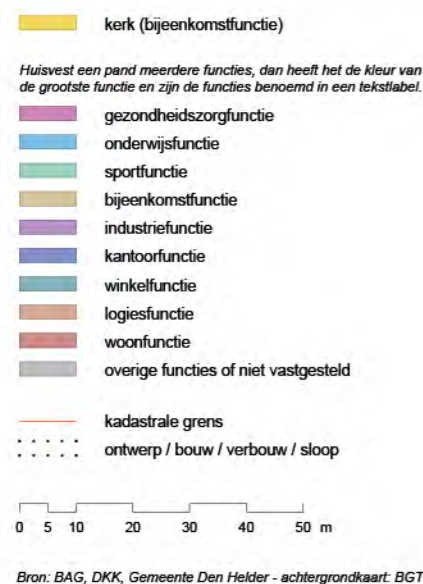 kerk (bijeenkomstfunctie)
Huisvest een pand meerdere functies, dan heeft het de kleur van
de grootste functie en zijn de functies benoemd in een tekstlabel.
gezondheidszorgfunctie
onderwijsfunctie
sportfunctie
bijeenkomstfunctie
industriefunctie
kantoorfunctie
winkelfunctie
logiesfunctie
woonfunctie
overige functies of niet vastgesteld
kadastrale grens
ontwerp / bouw / verbouw / sloop
0 5 10 20 30 40 50 m
Bron: BAG, DKK, Gemeente Den Helder - achtergrondkaart: BGT